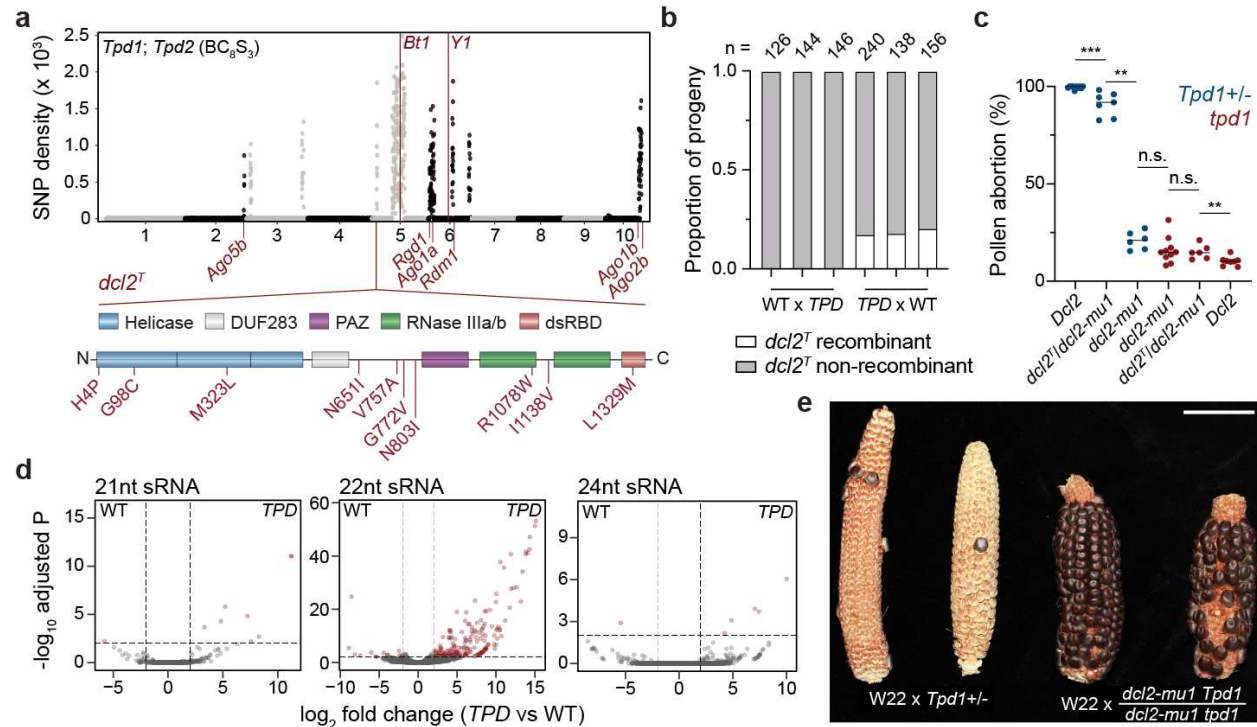 a
Tpd1; Tpd2 (BC₈S₃)
Bt1
Y1
SNP density (x 10³)
2.5
2.0
1.5
1.0
0.5
0
1 2 3 4 5 6 7 8 9 10
Ago5b
Rgd1
Ago1a
Rdm1
Ago1b
Ago2b
dcl2ᵀ
Helicase DUF283 PAZ RNase IIIa/b dsRBD
N C
H4P
G98C
M323L
N651I
V757A
G772V
N803I
R1078W
I1138V
L1329M
b
n = 126 144 146 240 138 156
Proportion of progeny
1.0
0.5
0.0
WT x TPD TPD x WT
dcl2ᵀ recombinant
dcl2ᵀ non-recombinant
c
Pollen abortion (%)
100
50
0
***
**
n.s.
n.s.
**
Tpd1+/-
tpd1
Dcl2
dcl2ᵀ/dcl2-mu1
dcl2-mu1
dcl2-mu1
dcl2ᵀ/dcl2-mu1
Dcl2
d
21nt sRNA
WT TPD
15
10
5
0
-5 0 5 10
22nt sRNA
WT TPD
60
40
20
0
-10 -5 0 5 10 15
24nt sRNA
WT TPD
9
6
3
0
-5 0 5 10
-log₁₀ adjusted P
log₂ fold change (TPD vs WT)
e
W22 x Tpd1+/-
W22 x dcl2-mu1 Tpd1
dcl2-mu1 tpd1